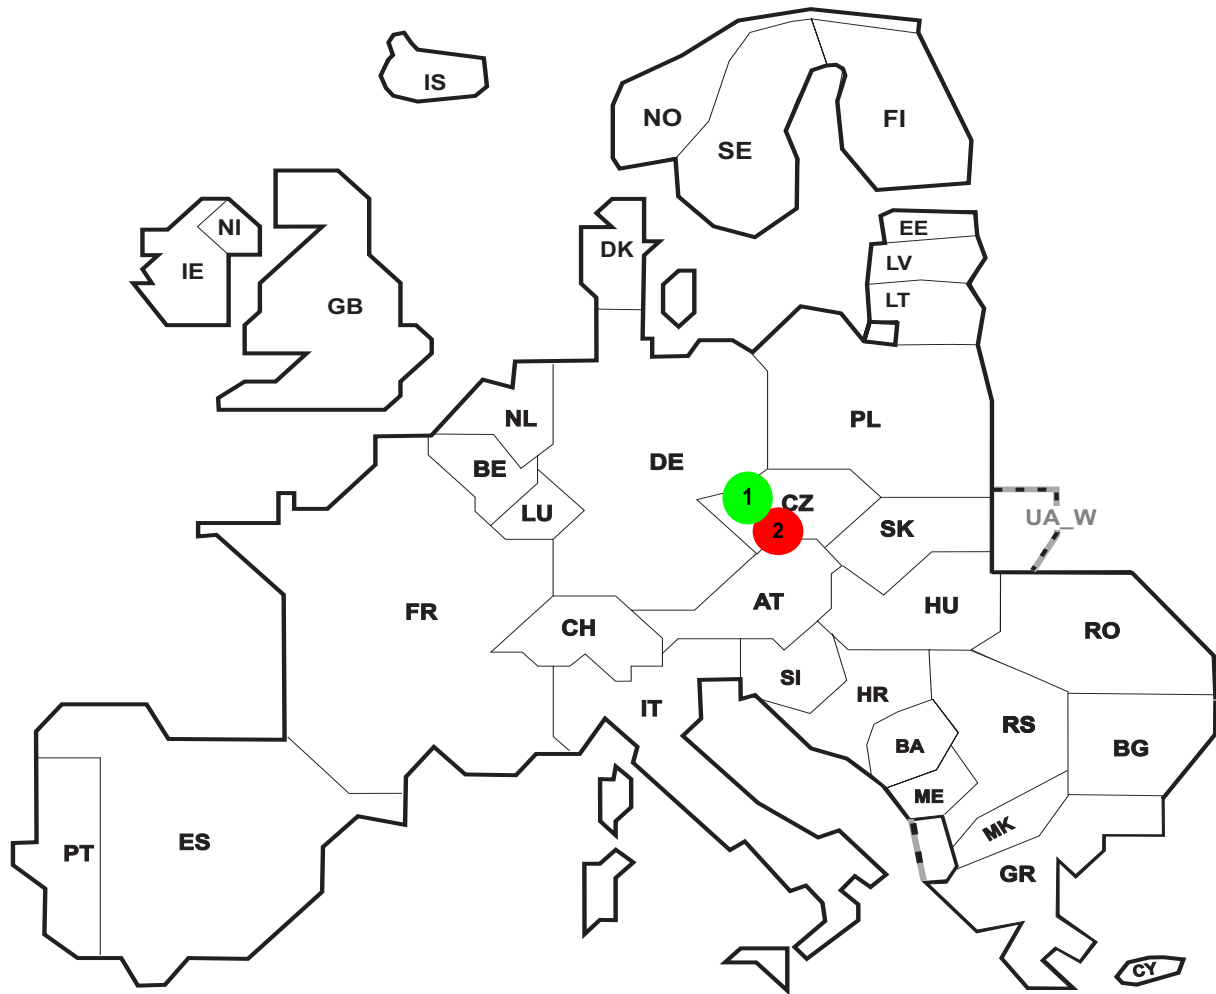 IS
NO
FI
SE
NI
EE
DK
LV
IE
LT
GB
NL
PL
DE
BE
1
CZ
LU
UA_W
SK
2
AT
HU
FR
CH
RO
SI
HR
IT
RS
BA
BG
ME
MK
ES
PT
GR
CY